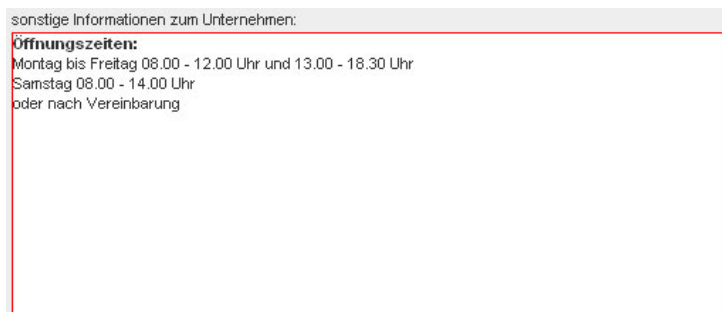 sonstige Informationen zum Unternehmen:
Öffnungszeiten:
Montag bis Freitag 08.00 - 12.00 Uhr und 13.00 - 18.30 Uhr
Samstag 08.00 - 14.00 Uhr
oder nach Vereinbarung